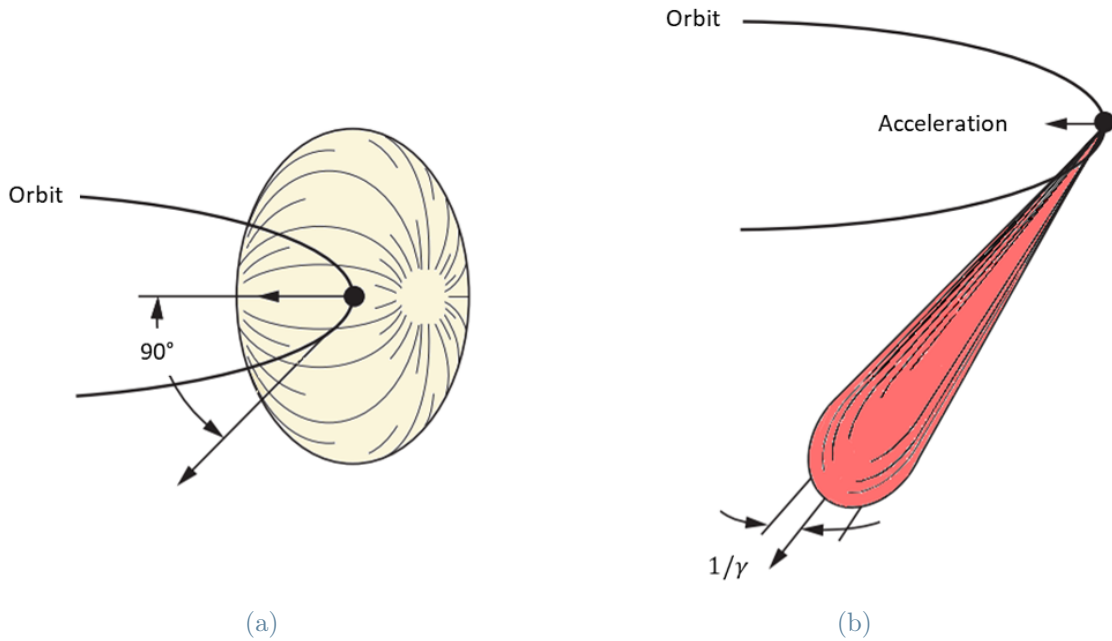 Orbit
90°
(a)
Orbit
Acceleration
1/γ
(b)